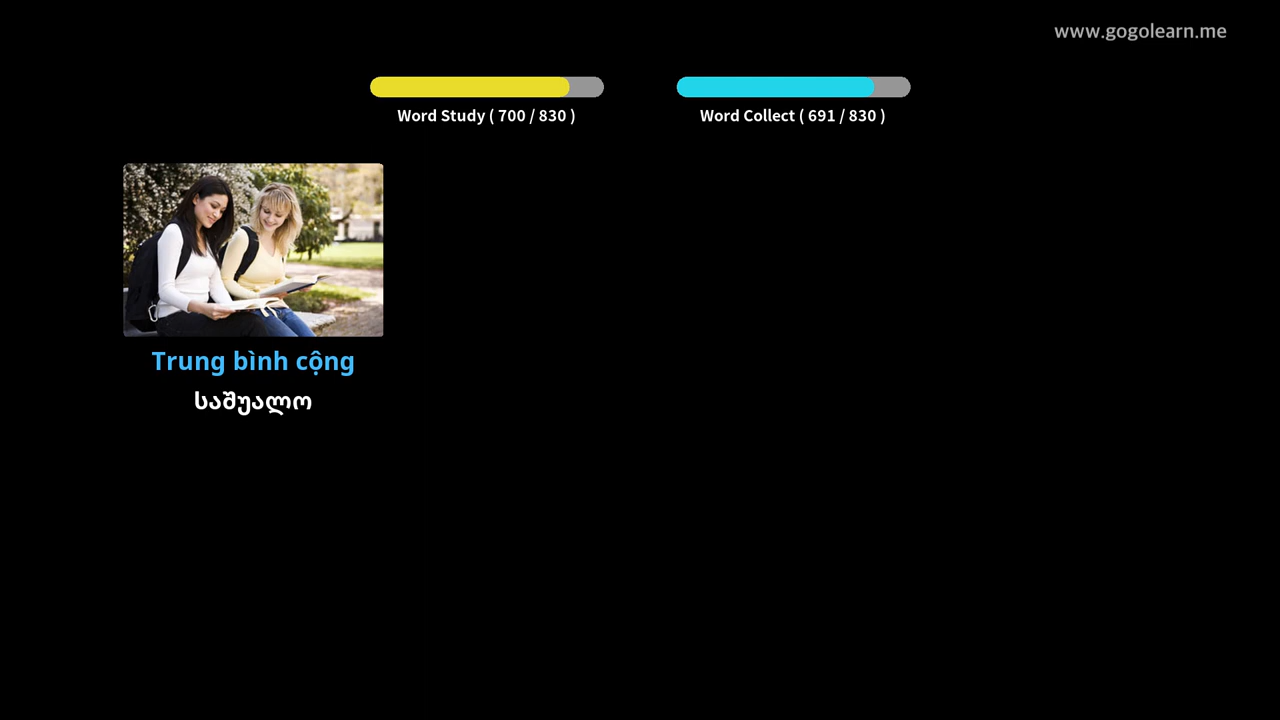 www.gogolearn.me
Word Study ( 700 / 830 )
Word Collect ( 691 / 830 )
Trung bình cộng
საშუალო